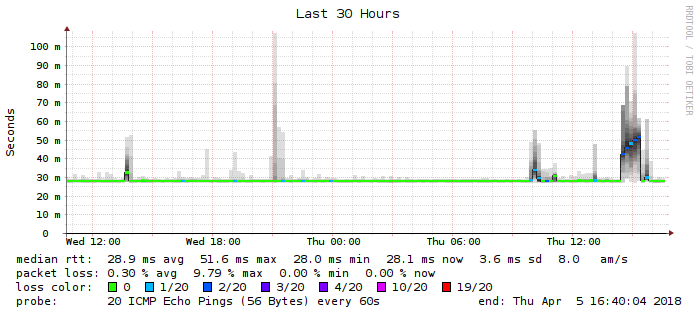 Last 30 Hours
RRDTOOL / TOBI OETIKER
Seconds
100 m
90 m
80 m
70 m
60 m
50 m
40 m
30 m
20 m
10 m
0
Wed 12:00 Wed 18:00 Thu 00:00 Thu 06:00 Thu 12:00
median rtt: 28.9 ms avg 51.6 ms max 28.0 ms min 28.1 ms now 3.6 ms sd 8.0 am/s
packet loss: 0.30 % avg 9.79 % max 0.00 % min 0.00 % now
loss color: 0 1/20 2/20 3/20 4/20 10/20 19/20
probe: 20 ICMP Echo Pings (56 Bytes) every 60s end: Thu Apr 5 16:40:04 2018